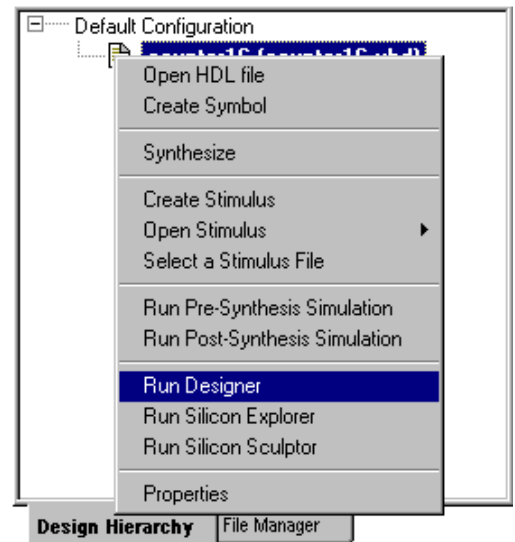 Default Configuration
Open HDL file
Create Symbol
Synthesize
Create Stimulus
Open Stimulus
Select a Stimulus File
Run Pre-Synthesis Simulation
Run Post-Synthesis Simulation
Run Designer
Run Silicon Explorer
Run Silicon Sculptor
Properties
Design Hierarchy File Manager